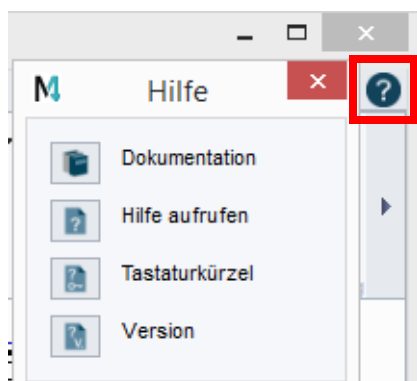 Hilfe
Dokumentation
Hilfe aufrufen
Tastaturkürzel
Version